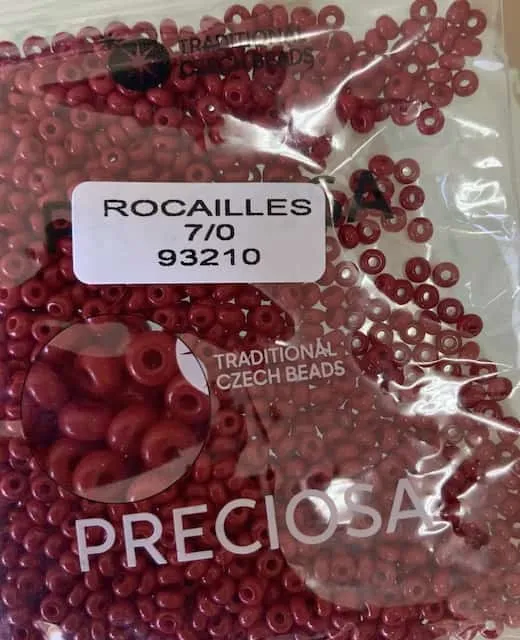 TRADITIONAL
CZECH BEADS
ROCAILLES
7/0
93210
TRADITIONAL
CZECH BEADS
PRECIOSA